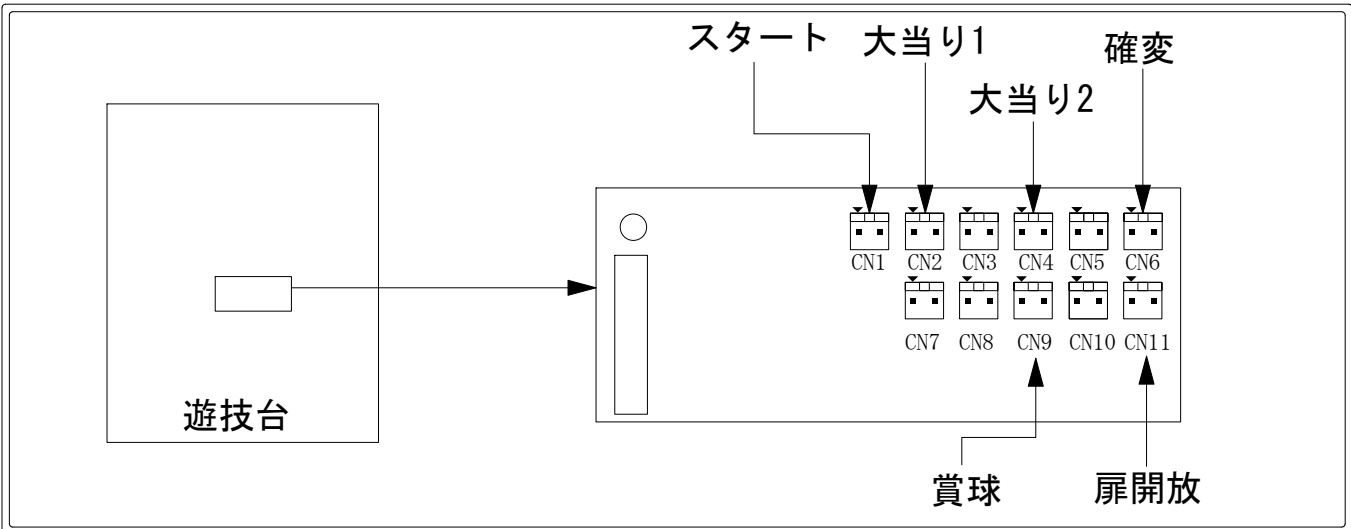 スタート
大当り1
確変
大当り2
CN1 CN2 CN3 CN4 CN5 CN6
CN7 CN8 CN9 CN10 CN11
遊技台
賞球
扉開放